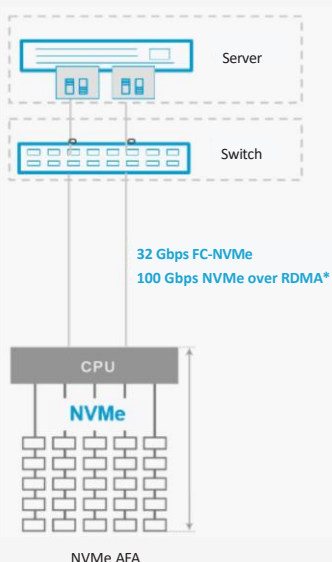 Server
Switch
32 Gbps FC-NVMe
100 Gbps NVMe over RDMA*
CPU
NVMe
NVMe AFA